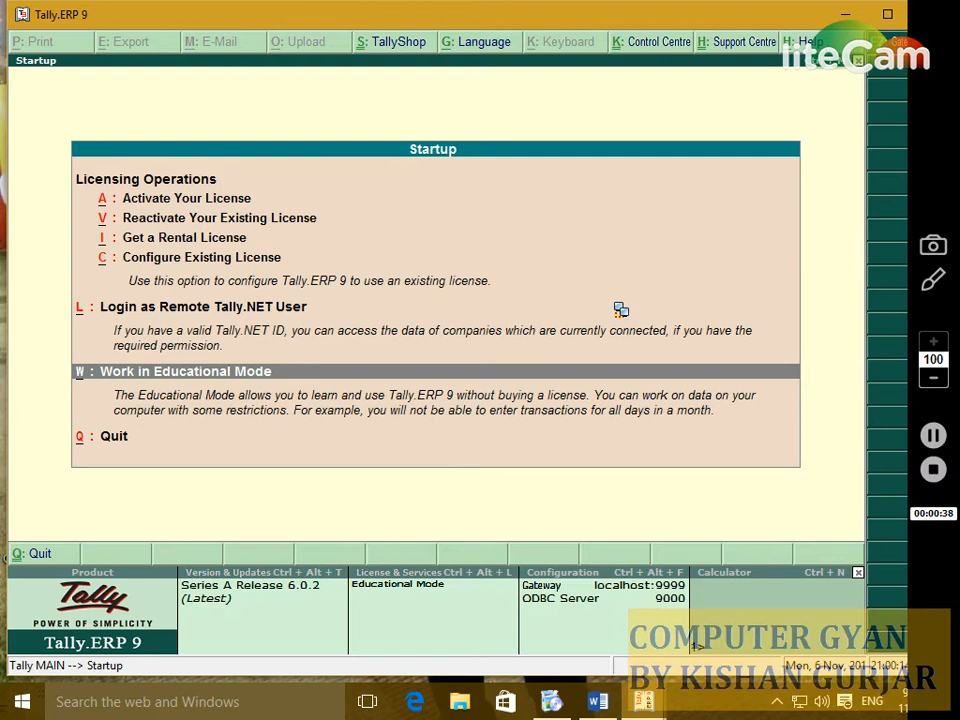 Tally.ERP 9
P: Print E: Export M: E-Mail O: Upload S: TallyShop G: Language K: Keyboard K: Control Centre H: Support Centre H: Help
liteCam
Startup
Startup
Licensing Operations
A : Activate Your License
V : Reactivate Your Existing License
I : Get a Rental License
C : Configure Existing License
Use this option to configure Tally.ERP 9 to use an existing license.
L : Login as Remote Tally.NET User
If you have a valid Tally.NET ID, you can access the data of companies which are currently connected, if you have the
required permission.
W : Work in Educational Mode
The Educational Mode allows you to learn and use Tally.ERP 9 without buying a license. You can work on data on your
computer with some restrictions. For example, you will not be able to enter transactions for all days in a month.
Q : Quit
100
00:00:38
Q: Quit
Product Version & Updates Ctrl + Alt + T License & Services Ctrl + Alt + L Configuration Ctrl + Alt + F Calculator Ctrl + N
Series A Release 6.0.2 Educational Mode Gateway localhost:9999
(Latest) ODBC Server 9000
Tally
POWER OF SIMPLICITY
Tally.ERP 9
1>
COMPUTER GYAN
BY KISHAN GURJAR
Tally MAIN --> Startup Mon, 6 Nov, 201
Search the web and Windows ENG